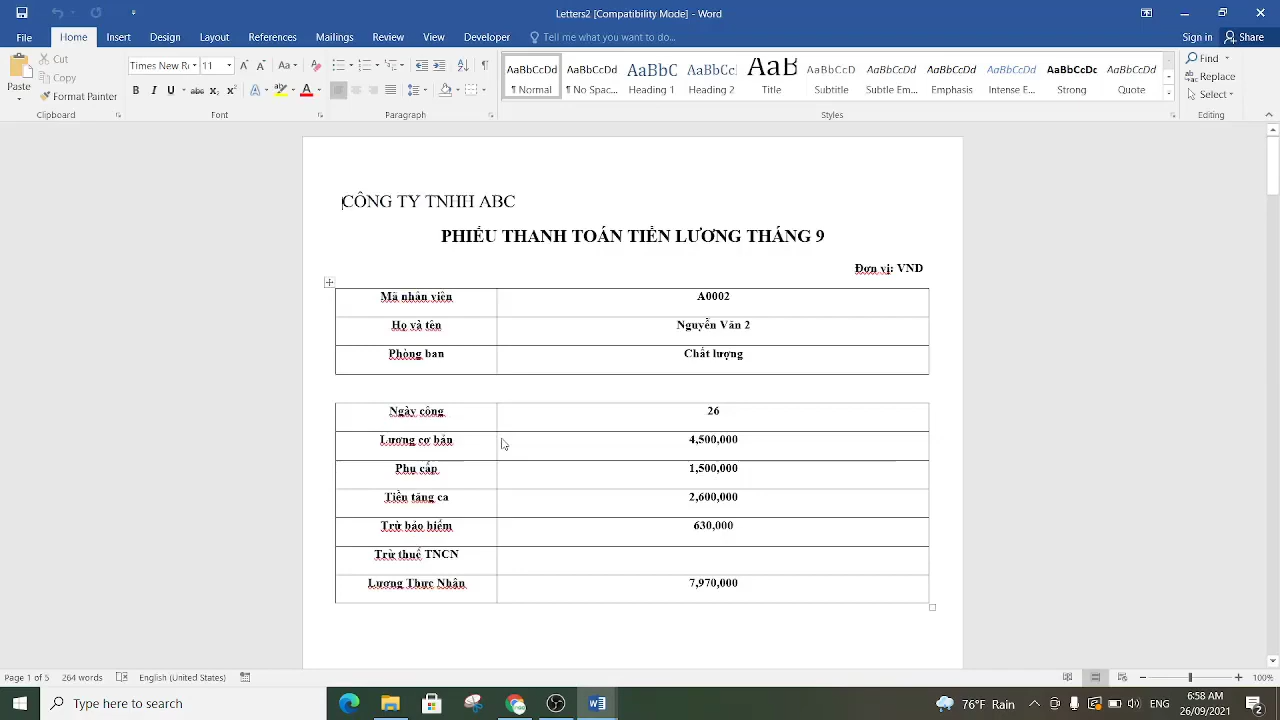 Letters2 [Compatibility Mode] - Word
File Home Insert Design Layout References Mailings Review View Developer Tell me what you want to do... Sign in Share
Paste
Cut
Copy
Format Painter
Clipboard
Times New Ro 11
Font
Paragraph
AaBbCcDd AaBbCcDd AaBbC AaBbCc AaB AaBbCcD AaBbCcDd AaBbCcDd AaBbCcDd AaBbCcDc AaBbCcDd
¶ Normal ¶ No Spac... Heading 1 Heading 2 Title Subtitle Subtle Em... Emphasis Intense E... Strong Quote
Styles
Find
Replace
Select
Editing
CÔNG TY TNHH ABC
PHIẾU THANH TOÁN TIỀN LƯƠNG THÁNG 9
Đơn vị: VND
Mã nhân viên A0002
Họ và tên Nguyễn Văn 2
Phòng ban Chất lượng
Ngày công 26
Lương cơ bản 4,500,000
Phụ cấp 1,500,000
Tiền tăng ca 2,600,000
Trừ bảo hiểm 630,000
Trừ thuế TNCN
Lương Thực Nhận 7,970,000
Page 1 of 5 264 words English (United States) 100%
Type here to search
76°F Rain 6:58 AM
26/09/2021
2